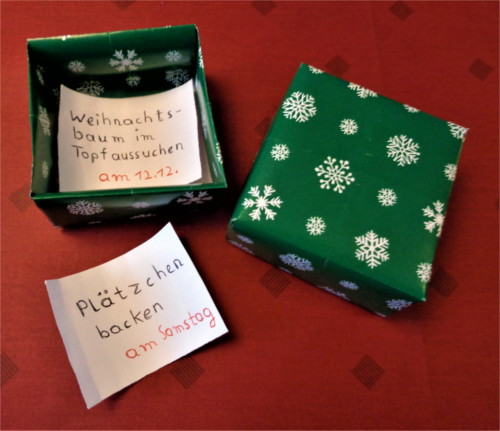 Weihnachts-
baum im
Topf aussuchen
am 12.12.
Plätzchen
backen
am Samstag